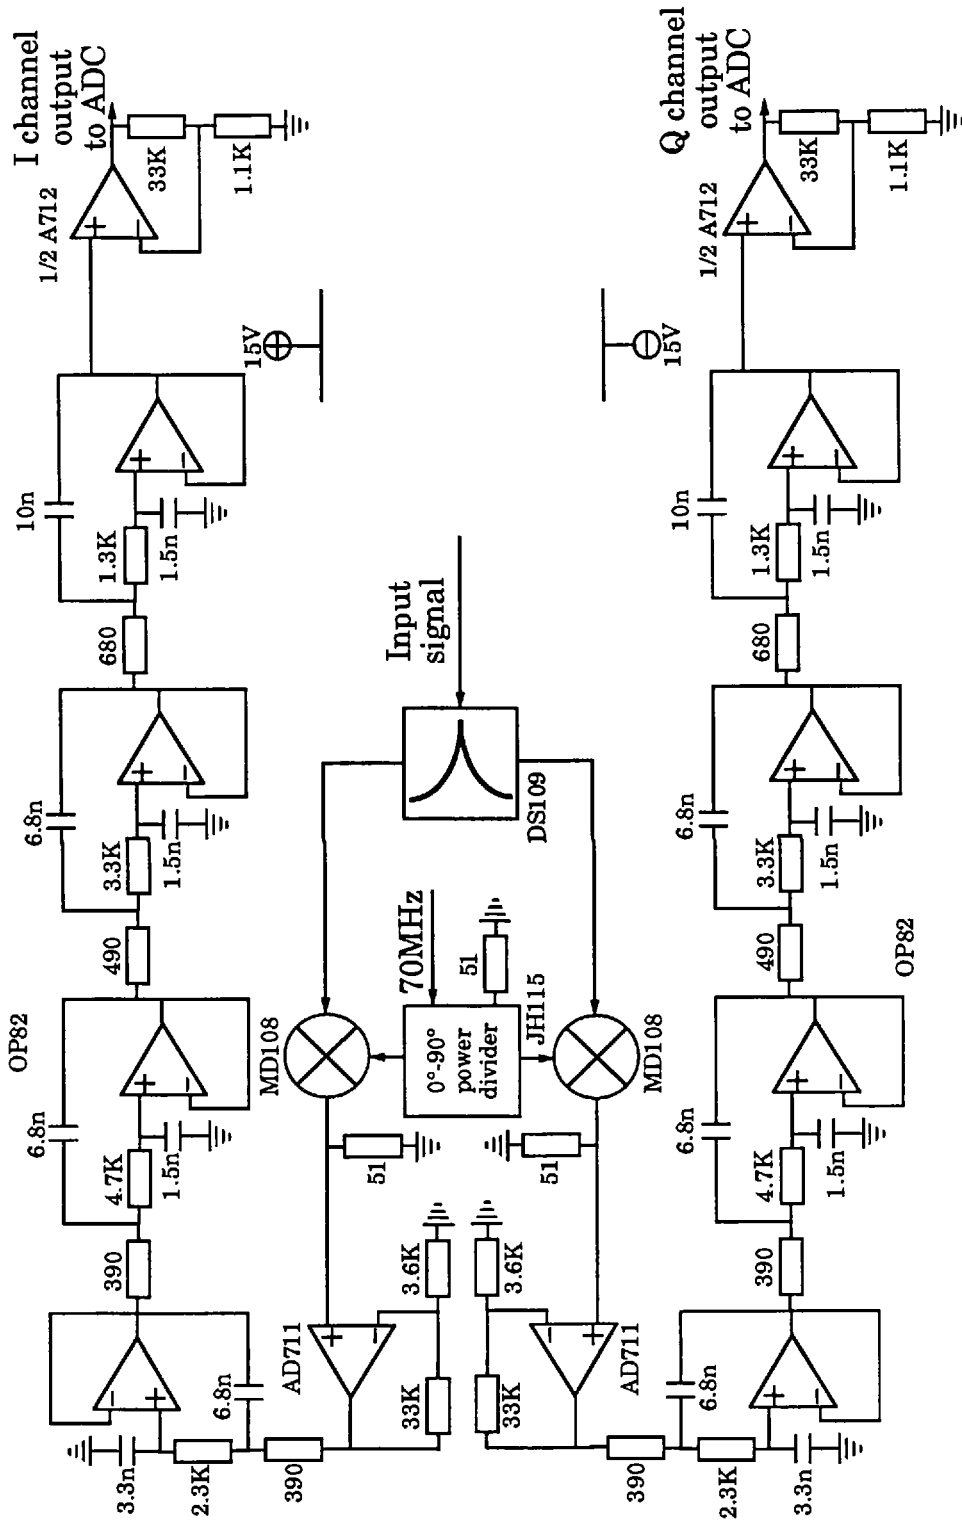 I channel
output
to ADC
33K
1.1K
1/2 A712
15V
10n
1.3K
1.5n
680
6.8n
3.3K
1.5n
490
OP82
6.8n
4.7K
1.5n
390
6.8n
3.3n
2.3K
390
Input
signal
DS109
70MHz
51
JH115
0°-90°
power
divider
MD108
MD108
51
51
3.6K
33K
AD711
3.6K
33K
AD711
Q channel
output
to ADC
33K
1.1K
1/2 A712
15V
10n
1.3K
1.5n
680
6.8n
3.3K
1.5n
490
OP82
6.8n
4.7K
1.5n
390
6.8n
390
2.3K
3.3n